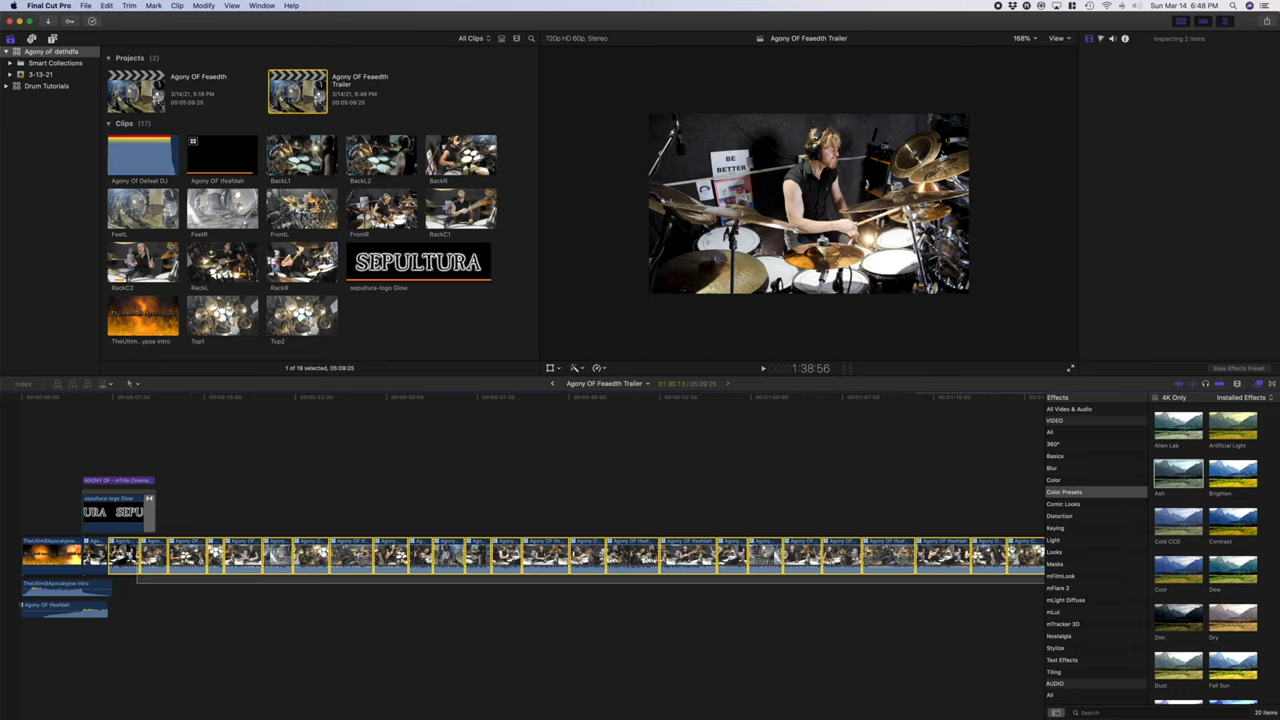 Final Cut Pro File Edit Trim Mark Clip Modify View Window Help
Sun Mar 14 6:48 PM
All Clips
720p HD 60p, Stereo
Agony OF Feaedth Trailer
168%
View
Inspecting 2 items
Agony of dethdfa
Smart Collections
3-13-21
Drum Tutorials
Projects (2)
Agony OF Feaedth
3/14/21, 5:18 PM
00:05:09:25
Agony OF Feaedth
Trailer
3/14/21, 6:48 PM
00:05:09:25
Clips (17)
Agony Of Defeat DJ
Agony OF tfeafdah
BackL1
BackL2
BackR
FeetL
FeetR
FrontL
FrontR
RackC1
SEPULTURA
RackC2
RackL
RackR
sepultura-logo Glow
TheUltim...ypse Intro
Top1
Top2
BE
BETTER
1 of 19 selected, 05:09:25
1:38:56
Save Effects Preset
Index
Agony OF Feaedth Trailer
01:30:13 / 05:09:25
Effects
4K Only
Installed Effects
All Video & Audio
VIDEO
All
360°
Basics
Blur
Color
Color Presets
Comic Looks
Distortion
Keying
Light
Looks
Masks
mFilmLook
mFlare 2
mLight Diffuse
mLut
mTracker 3D
Nostalgia
Stylize
Text Effects
Tiling
AUDIO
All
Alien Lab
Artificial Light
Ash
Brighten
Cold CCD
Contrast
Cool
Dew
Dim
Dry
Dust
Fall Sun
Search
20 items
AGONY OF - mTitle Cinema...
sepultura-logo Glow
URA SEPU
TheUltim8Apocalypse
TheUltim8Apocalypse Intro
Agony OF tfeafdah